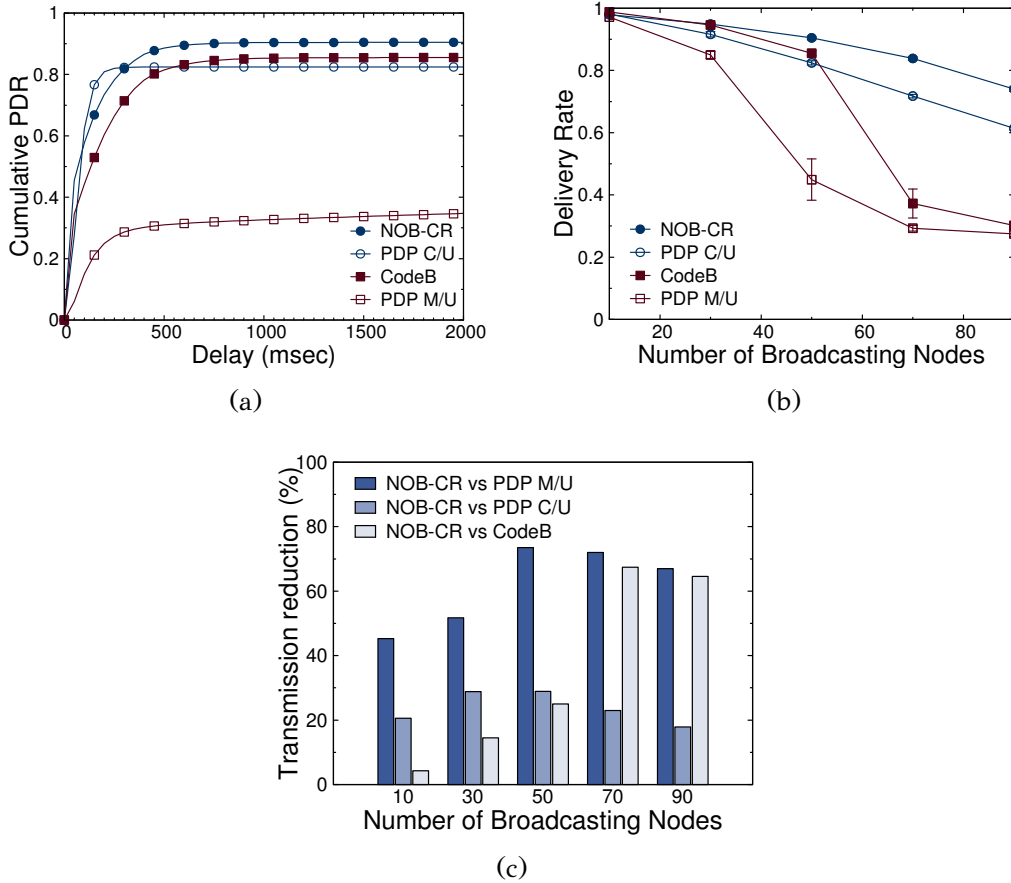 1
0.8
0.6
0.4
0.2
0
Cumulative PDR
NOB-CR
PDP C/U
CodeB
PDP M/U
0 500 1000 1500 2000
Delay (msec)
(a)
1
0.8
0.6
0.4
0.2
0
Delivery Rate
NOB-CR
PDP C/U
CodeB
PDP M/U
20 40 60 80
Number of Broadcasting Nodes
(b)
100
80
60
40
20
0
Transmission reduction (%)
NOB-CR vs PDP M/U
NOB-CR vs PDP C/U
NOB-CR vs CodeB
10 30 50 70 90
Number of Broadcasting Nodes
(c)